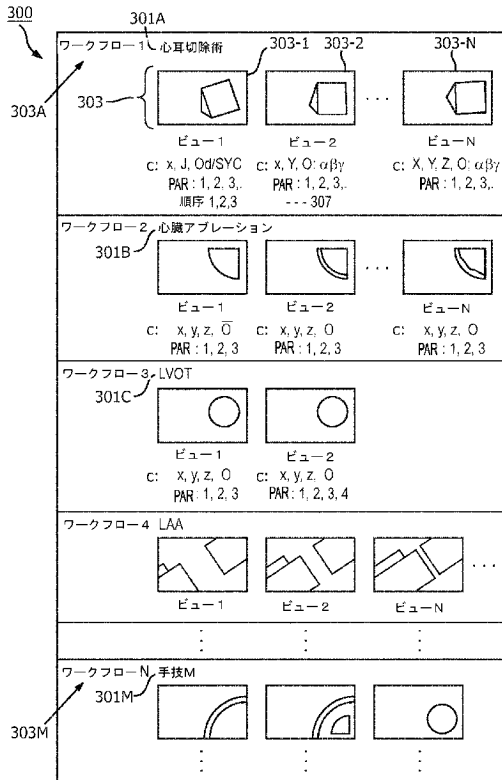 300
301A
ワークフロー 1 心耳切除術
303-1
303-2
303-N
303A
303
ビュー 1
ビュー 2
ビューN
C: x, J, Od/SYC
C: x, Y, O; αβγ
C: X, Y, Z, O; αβγ
PAR : 1, 2, 3,.
PAR : 1, 2, 3,.
PAR : 1, 2, 3,.
順序 1,2,3
- - - 307
ワークフロー 2 心臓アブレーション
301B
ビュー 1
ビュー 2
ビューN
C: x, y, z, O̅
C: x, y, z, O
C: x, y, z, O
PAR : 1, 2, 3
PAR : 1, 2, 3
PAR : 1, 2, 3
ワークフロー 3 LVOT
301C
ビュー 1
ビュー 2
C: x, y, z, O
C: x, y, z, O
PAR : 1, 2, 3
PAR : 1, 2, 3, 4
ワークフロー 4 LAA
ビュー 1
ビュー 2
ビューN
ワークフロー N 手技M
301M
303M